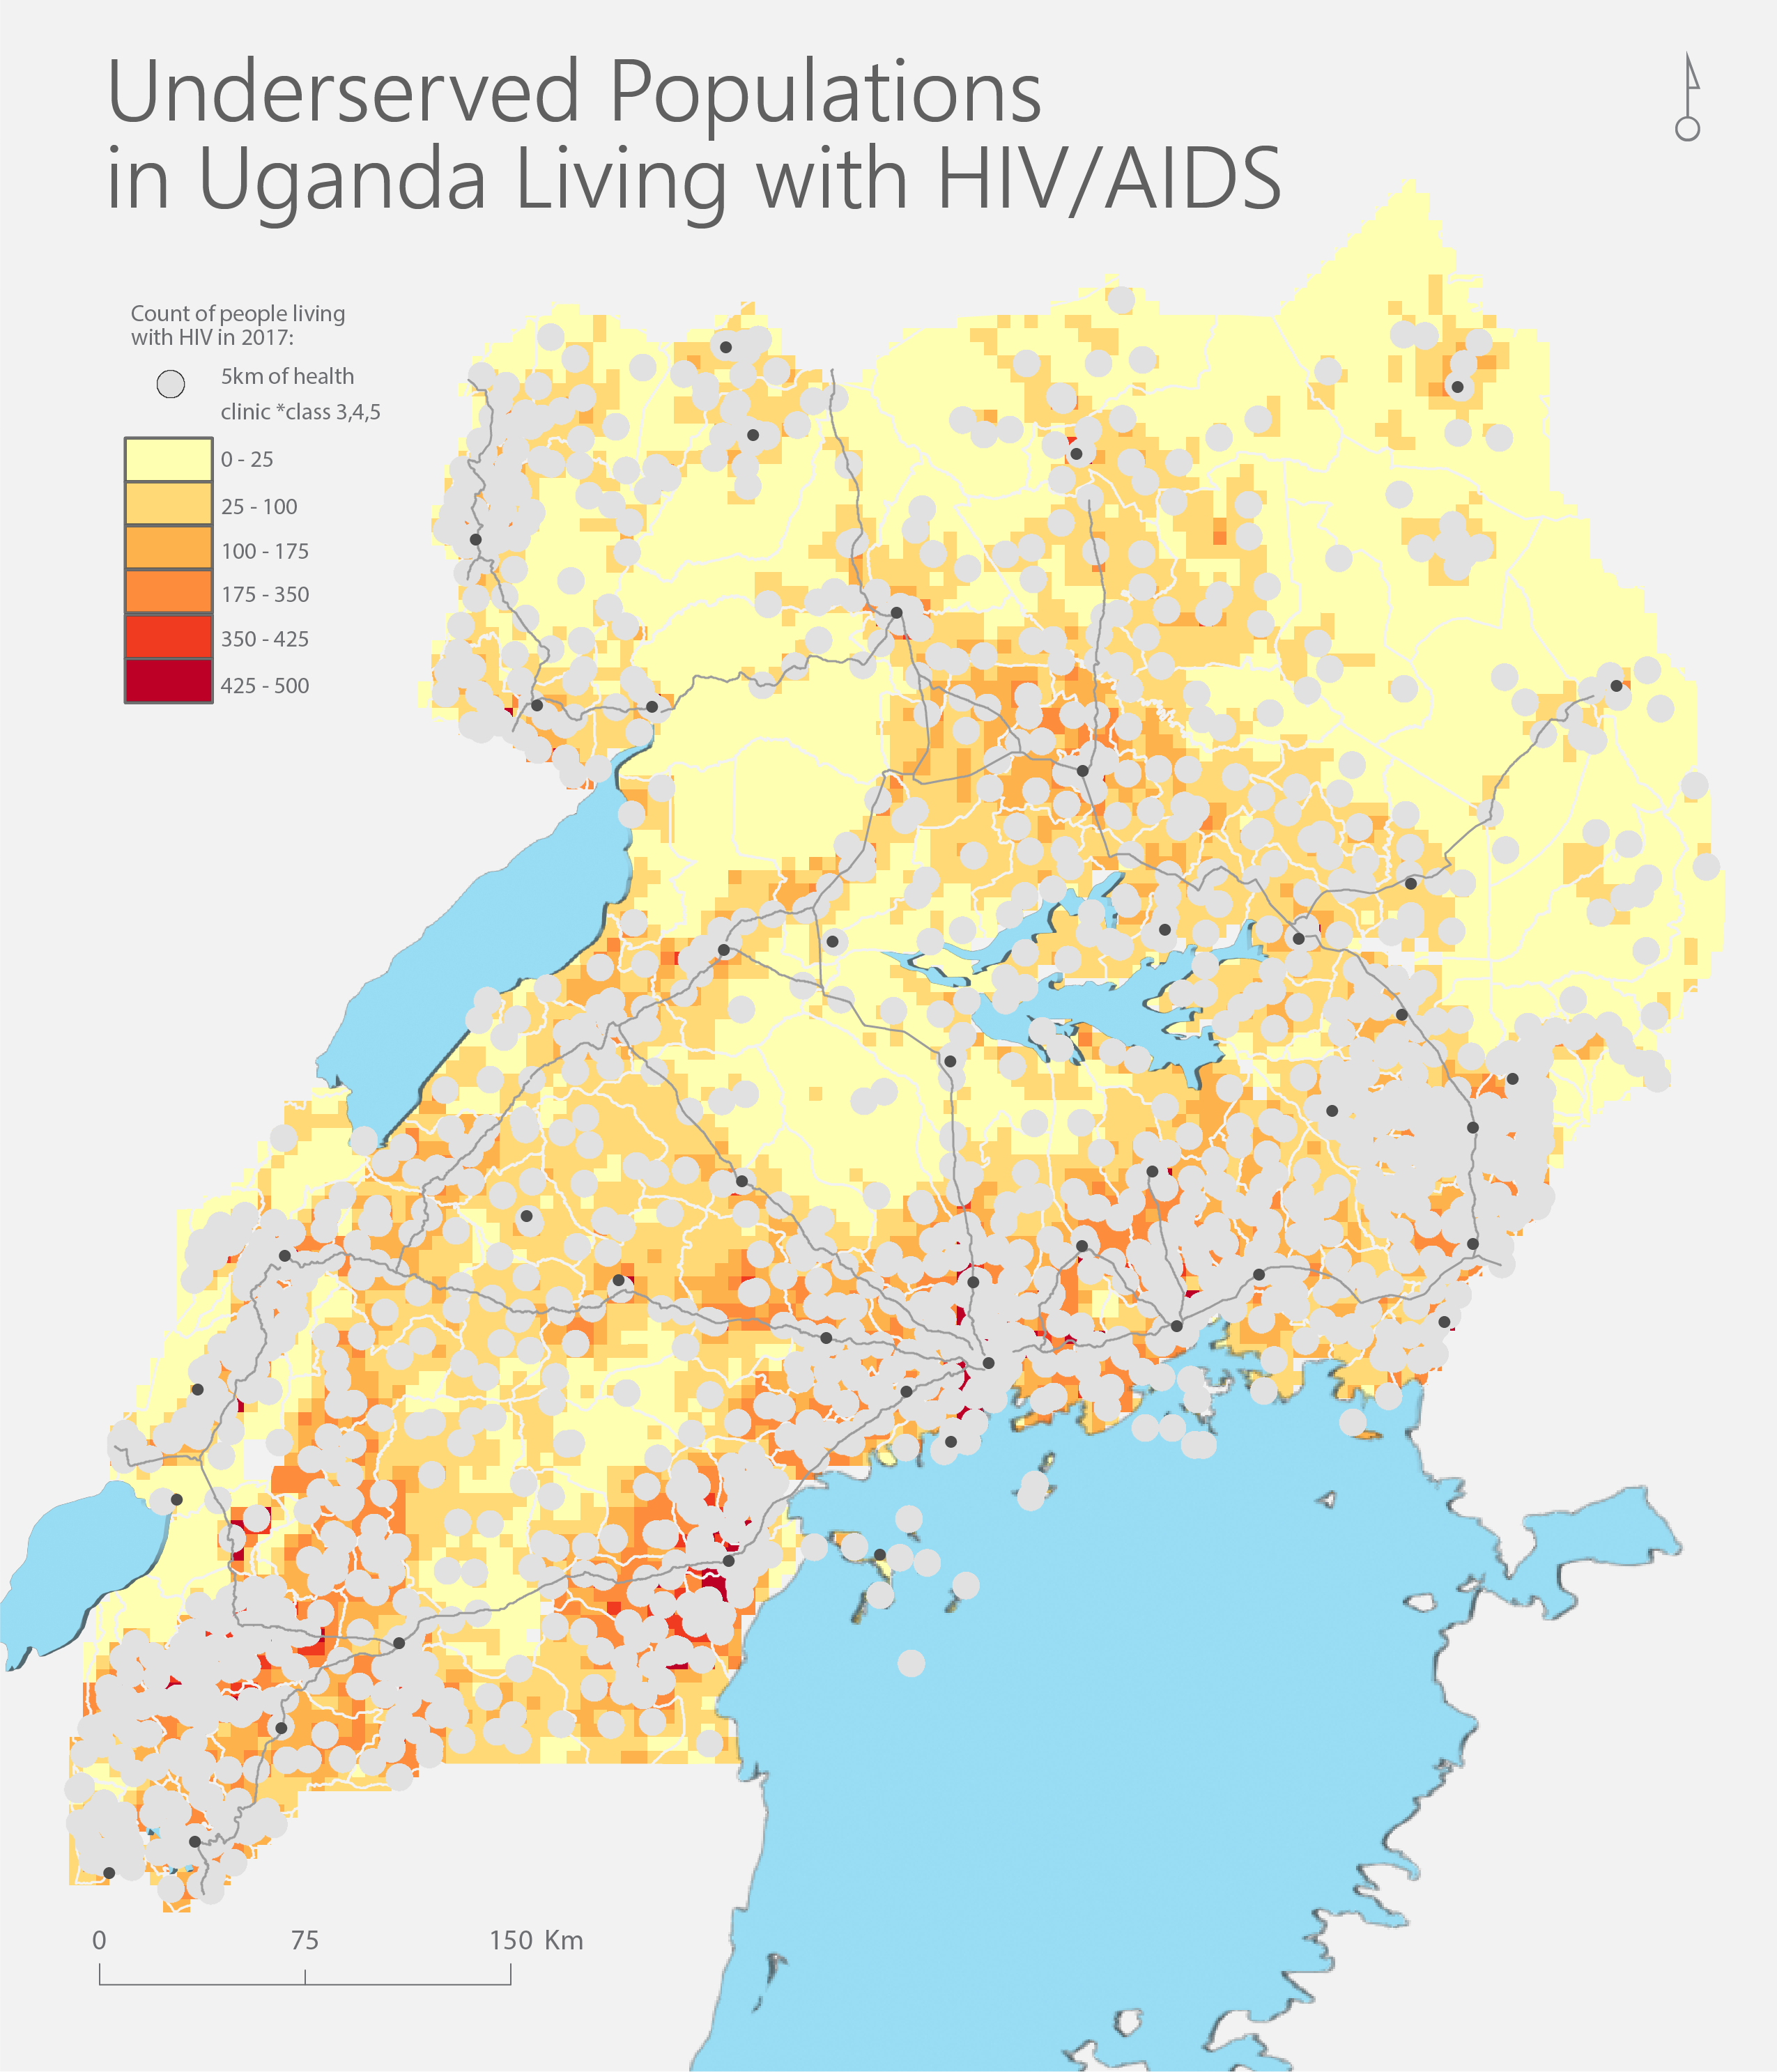 Underserved Populations
in Uganda Living with HIV/AIDS
Count of people living
with HIV in 2017:
5km of health
clinic *class 3,4,5
0 - 25
25 - 100
100 - 175
175 - 350
350 - 425
425 - 500
0 75 150 Km